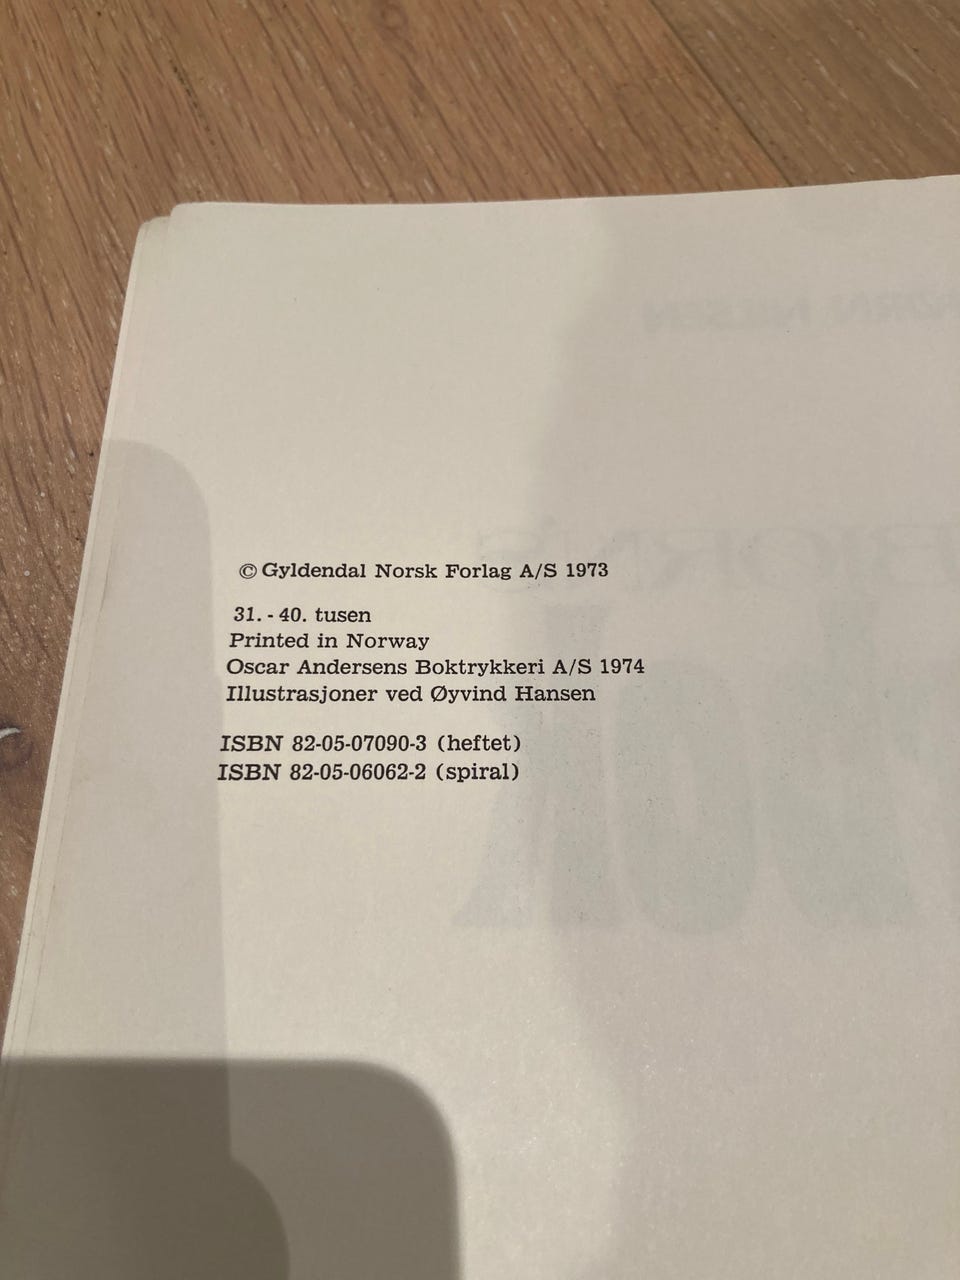 © Gyldendal Norsk Forlag A/S 1973
31. - 40. tusen
Printed in Norway
Oscar Andersens Boktrykkeri A/S 1974
Illustrasjoner ved Øyvind Hansen
ISBN 82-05-07090-3 (heftet)
ISBN 82-05-06062-2 (spiral)